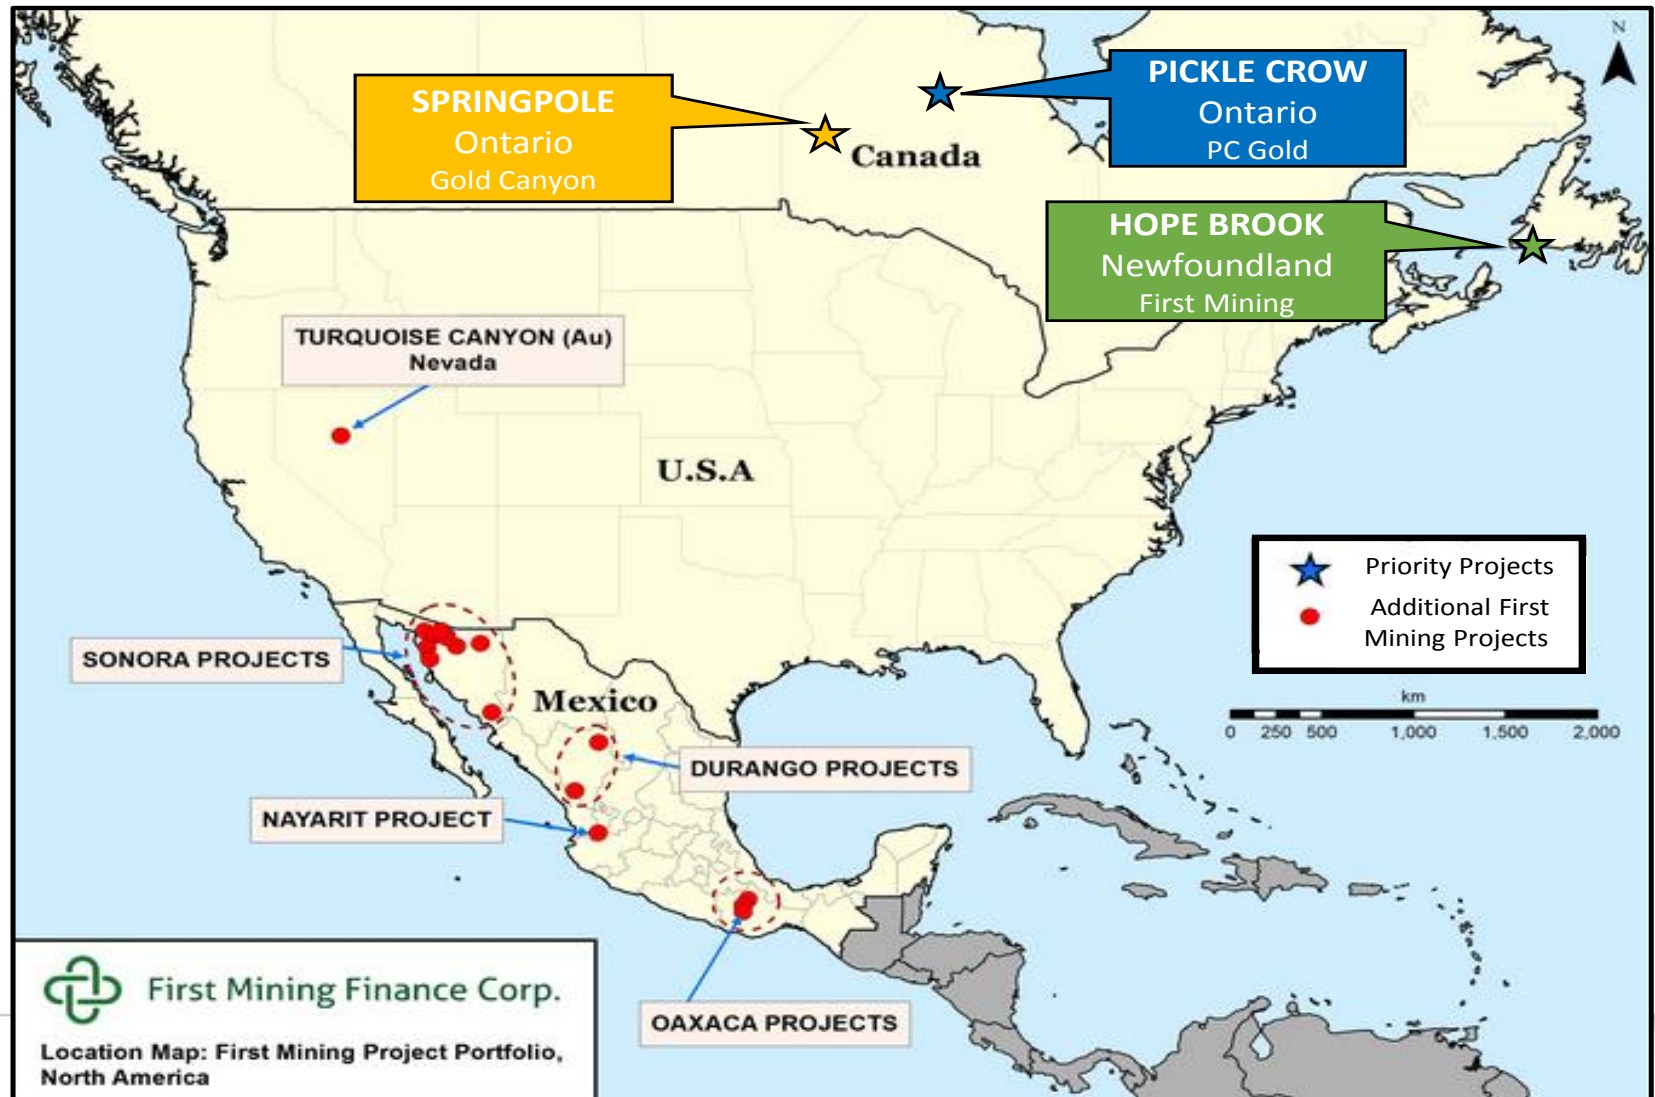 N
SPRINGPOLE
Ontario
Gold Canyon
PICKLE CROW
Ontario
PC Gold
Canada
HOPE BROOK
Newfoundland
First Mining
TURQUOISE CANYON (Au)
Nevada
U.S.A
Priority Projects
Additional First
Mining Projects
SONORA PROJECTS
Mexico
km
0 250 500 1,000 1,500 2,000
DURANGO PROJECTS
NAYARIT PROJECT
OAXACA PROJECTS
First Mining Finance Corp.
Location Map: First Mining Project Portfolio,
North America